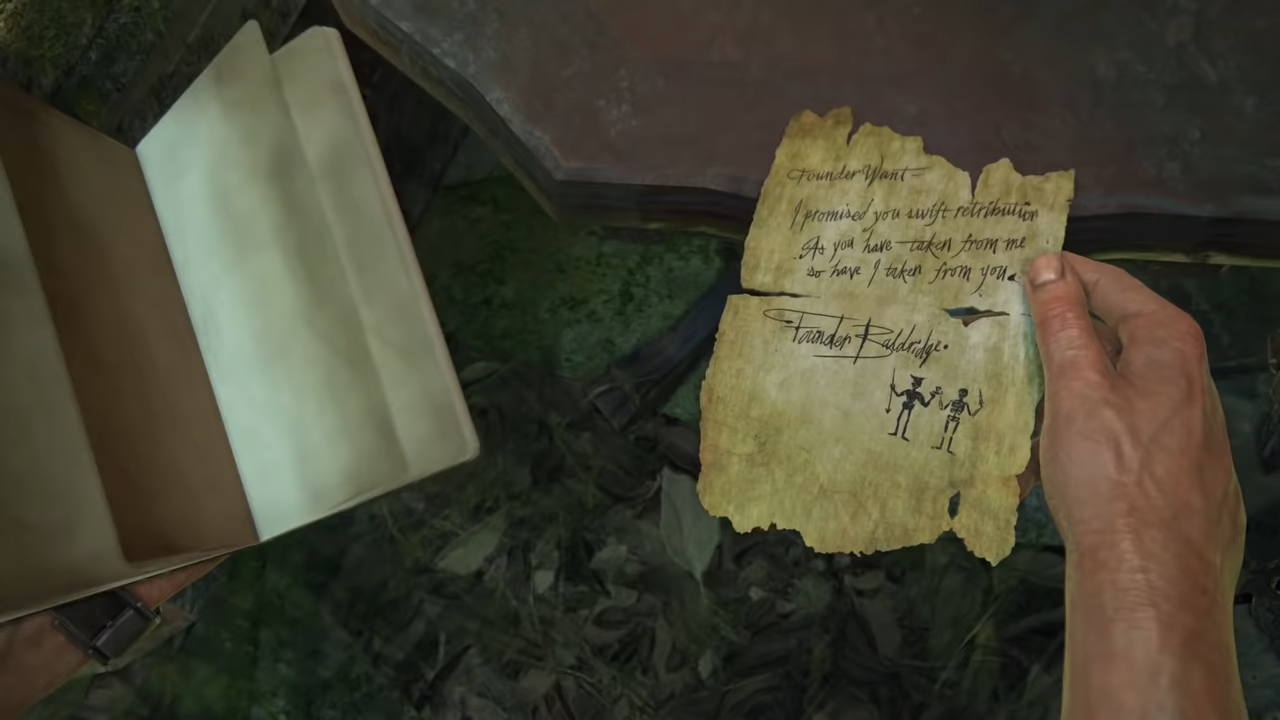 Founder Want–
I promised you swift retribution
As you have taken from me
so have I taken from you.
Founder Baldridge.